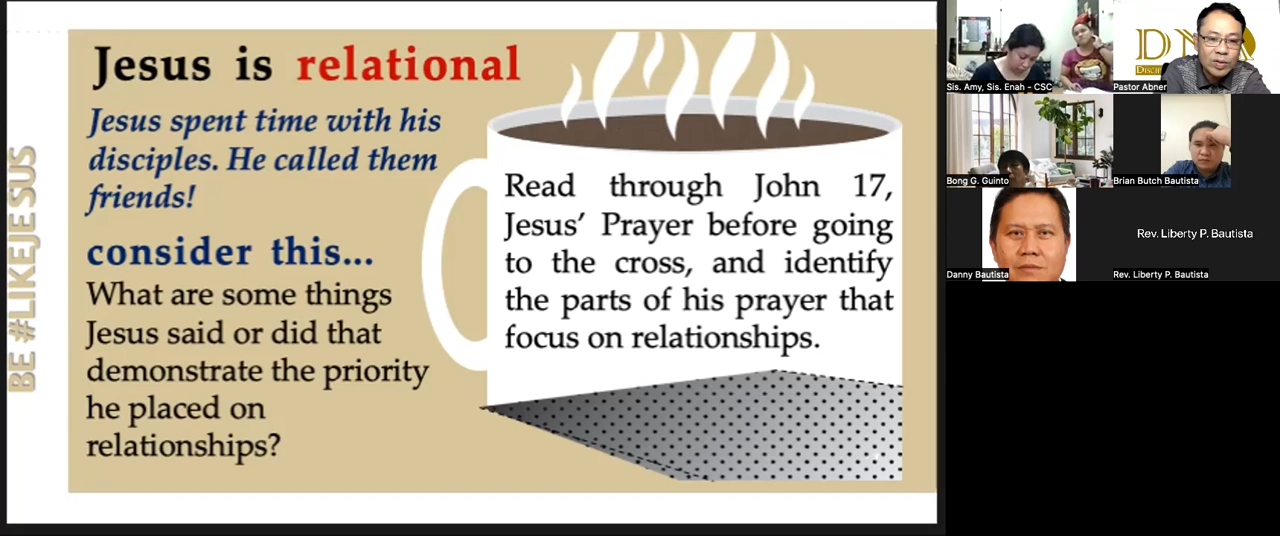 Jesus is relational
Jesus spent time with his
disciples. He called them
friends!
consider this...
What are some things
Jesus said or did that
demonstrate the priority
he placed on
relationships?
Read through John 17,
Jesus’ Prayer before going
to the cross, and identify
the parts of his prayer that
focus on relationships.
BE #LIKEJESUS
Sis. Amy, Sis. Enah - CSC
Pastor Abner
Bong G. Guinto
Brian Butch Bautista
Danny Bautista
Rev. Liberty P. Bautista
Rev. Liberty P. Bautista